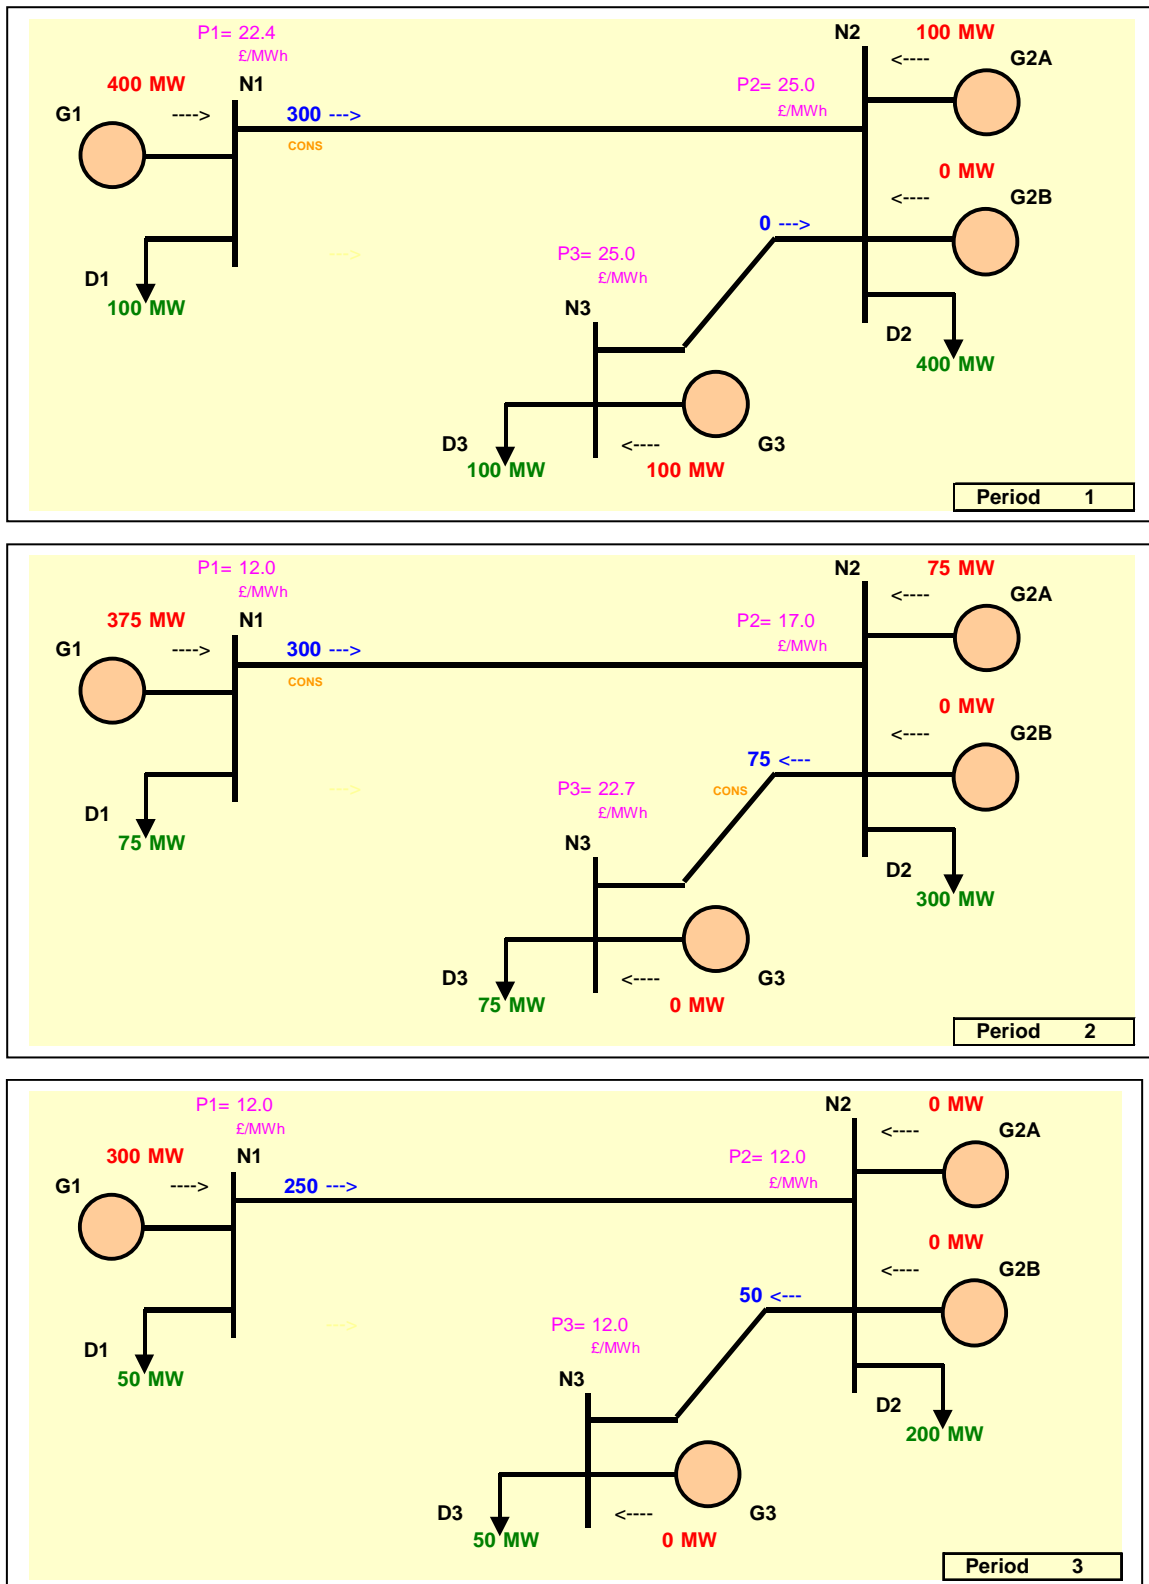 P1= 22.4
£/MWh
N2
100 MW
400 MW
N1
<----
G2A
G1
---->
300 --->
P2= 25.0
£/MWh
CONS
0 MW
<----
G2B
0 --->
P3= 25.0
£/MWh
--->
D1
100 MW
N3
D2
400 MW
D3
<----
G3
100 MW
100 MW
Period 1
P1= 12.0
£/MWh
N2
75 MW
375 MW
N1
<----
G2A
G1
---->
300 --->
P2= 17.0
£/MWh
CONS
0 MW
<----
G2B
75 <---
P3= 22.7
£/MWh
CONS
--->
D1
75 MW
N3
D2
300 MW
D3
<----
G3
75 MW
0 MW
Period 2
P1= 12.0
£/MWh
N2
0 MW
300 MW
N1
<----
G2A
G1
---->
250 --->
P2= 12.0
£/MWh
0 MW
<----
G2B
50 <---
P3= 12.0
£/MWh
--->
D1
50 MW
N3
D2
200 MW
D3
<----
G3
50 MW
0 MW
Period 3